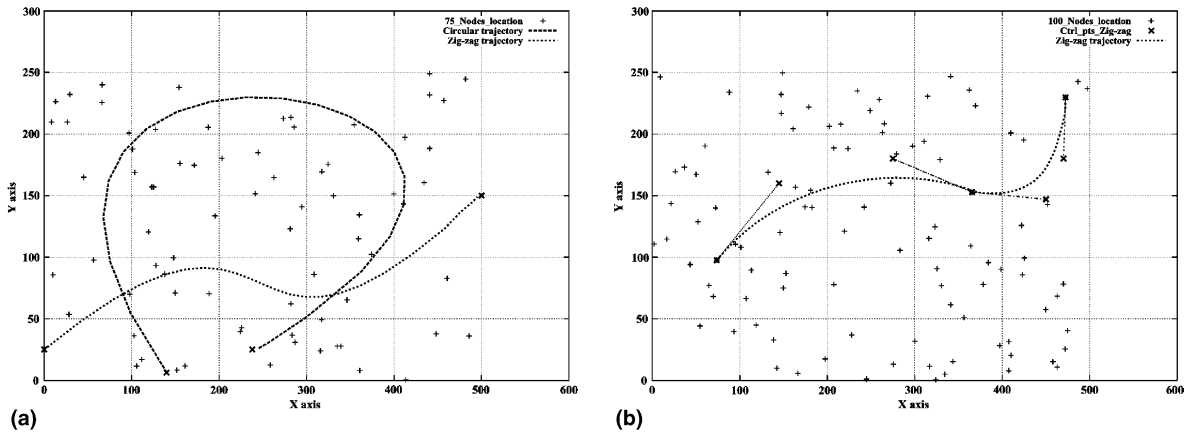 300
250
200
150
100
50
0
Y axis
75_Nodes_location
Circular trajectory
Zig-zag trajectory
0 100 200 300 400 500 600
X axis
(a)
300
250
200
150
100
50
0
Y axis
100_Nodes_location
Ctrl_pts_Zig-zag
Zig-zag trajectory
0 100 200 300 400 500 600
X axis
(b)